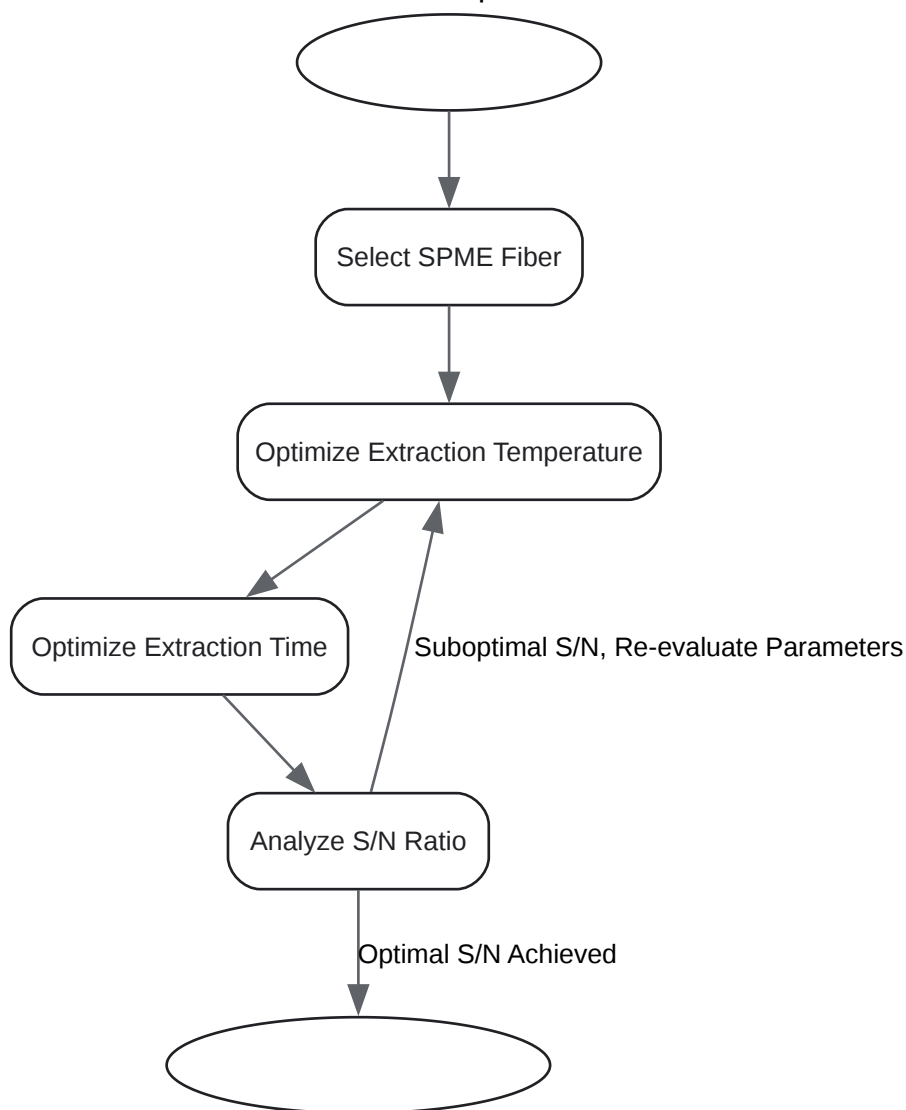 Select SPME Fiber
Optimize Extraction Temperature
Optimize Extraction Time
Suboptimal S/N, Re-evaluate Parameters
Analyze S/N Ratio
Optimal S/N Achieved